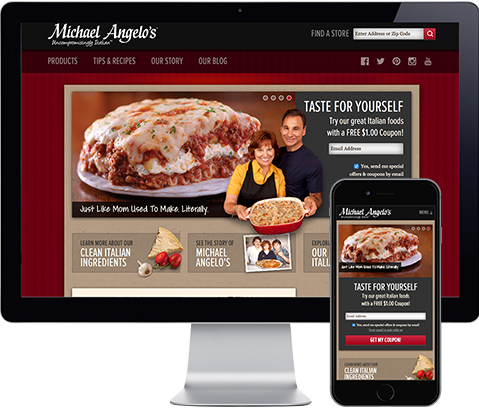 Michael Angelo's
Uncompromisingly Italian
FIND A STORE
Enter Address or Zip Code
PRODUCTS
TIPS & RECIPES
OUR STORY
OUR BLOG
TASTE FOR YOURSELF
Try our great Italian foods
with a FREE $1.00 Coupon!
Email Address
Yes, send me special
offers & coupons by email
Just Like Mom Used To Make. Literally.
LEARN MORE ABOUT OUR
CLEAN ITALIAN
INGREDIENTS
SEE THE STORY OF
MICHAEL
ANGELO'S
EXPLOR
OUR
ITALI
Michael Angelo's
MENU
Just Like Mom Used To Make. Literally.
TASTE FOR YOURSELF
Try our great Italian foods
with a FREE $1.00 Coupon!
Email Address
Yes, send me special offers & coupons by email
GET MY COUPON!
LEARN MORE ABOUT OUR
CLEAN ITALIAN
INGREDIENTS